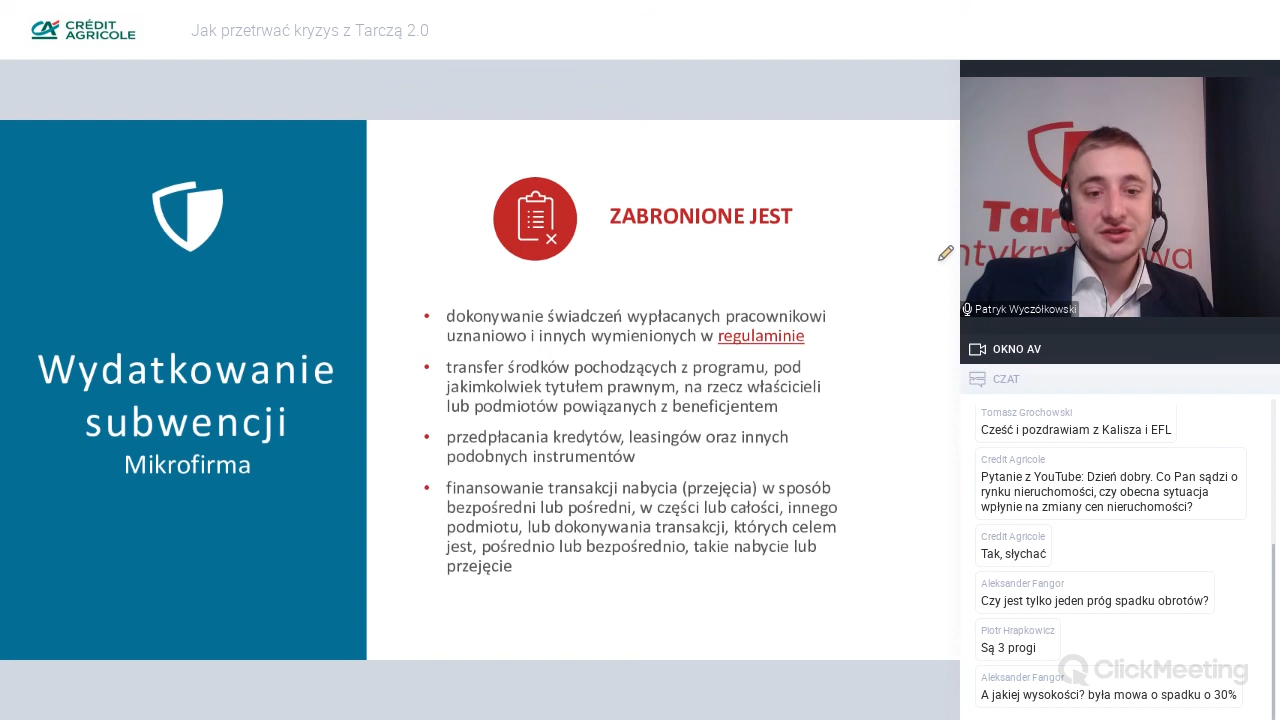 CRÉDIT
AGRICOLE
Jak przetrwać kryzys z Tarczą 2.0
Wydatkowanie
subwencji
Mikrofirma
ZABRONIONE JEST
• dokonywanie świadczeń wypłacanych pracownikowi
uznaniowo i innych wymienionych w regulaminie
• transfer środków pochodzących z programu, pod
jakimkolwiek tytułem prawnym, na rzecz właścicieli
lub podmiotów powiązanych z beneficjentem
• przedpłacania kredytów, leasingów oraz innych
podobnych instrumentów
• finansowanie transakcji nabycia (przejęcia) w sposób
bezpośredni lub pośredni, w części lub całości, innego
podmiotu, lub dokonywania transakcji, których celem
jest, pośrednio lub bezpośrednio, takie nabycie lub
przejęcie
Patryk Wyczółkowski
OKNO AV
CZAT
Tomasz Grochowski
Cześć i pozdrawiam z Kalisza i EFL
Credit Agricole
Pytanie z YouTube: Dzień dobry. Co Pan sądzi o
rynku nieruchomości, czy obecna sytuacja
wpłynie na zmiany cen nieruchomości?
Credit Agricole
Tak, słychać
Aleksander Fangor
Czy jest tylko jeden próg spadku obrotów?
Piotr Hrapkowicz
Są 3 progi
Aleksander Fangor
A jakiej wysokości? była mowa o spadku o 30%
ClickMeeting